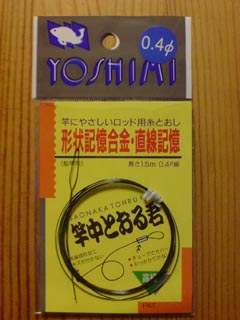 0.4φ
YOSHIMI
竿にやさしいロッド用糸とおし
形状記憶合金・直線記憶
長さ1.5m 0.4φ線
SAONAKA TOHRU
竿中とおる君